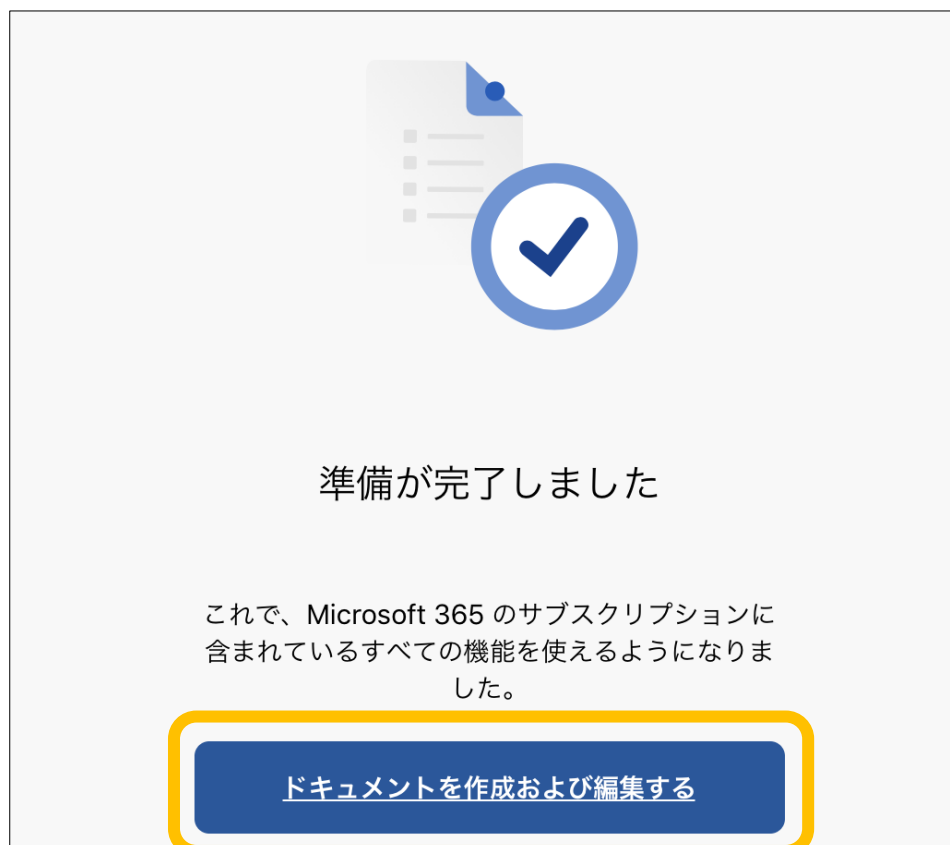 準備が完了しました
これで、Microsoft 365 のサブスクリプションに
含まれているすべての機能を使えるようになりま
した。
ドキュメントを作成および編集する